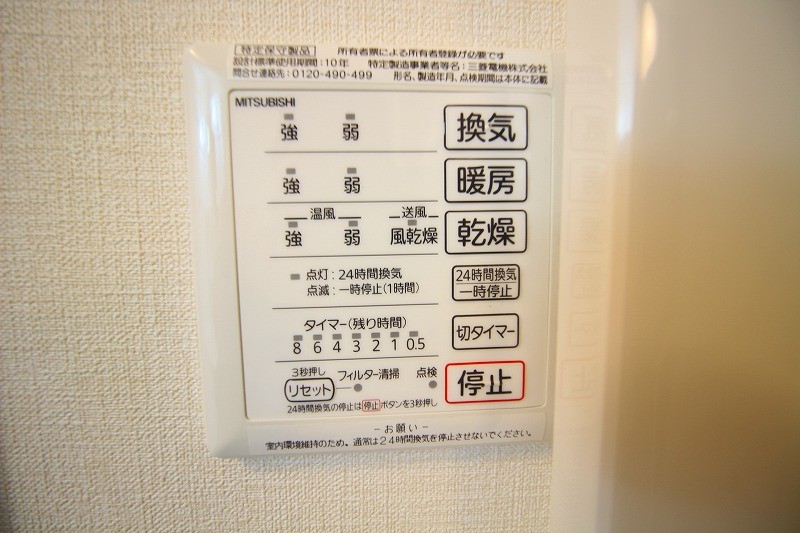 特定保守製品 所有者票による所有者登録が必要です
設計標準使用期間:10年 特定製造事業者等名:三菱電機株式会社
問合せ連絡先:0120-490-499 形名、製造年月、点検期間は本体に記載
MITSUBISHI
強 弱 換気
強 弱 暖房
温風 送風
強 弱 風乾燥 乾燥
点灯:24時間換気 24時間換気
点滅:一時停止(1時間) 一時停止
タイマー(残り時間) 切タイマー
8 6 4 3 2 1 0.5
3秒押し フィルター清掃 点検
リセット 停止
24時間換気の停止は停止ボタンを3秒押し
-お願い-
室内環境維持のため、通常は24時間換気を停止させないでください。